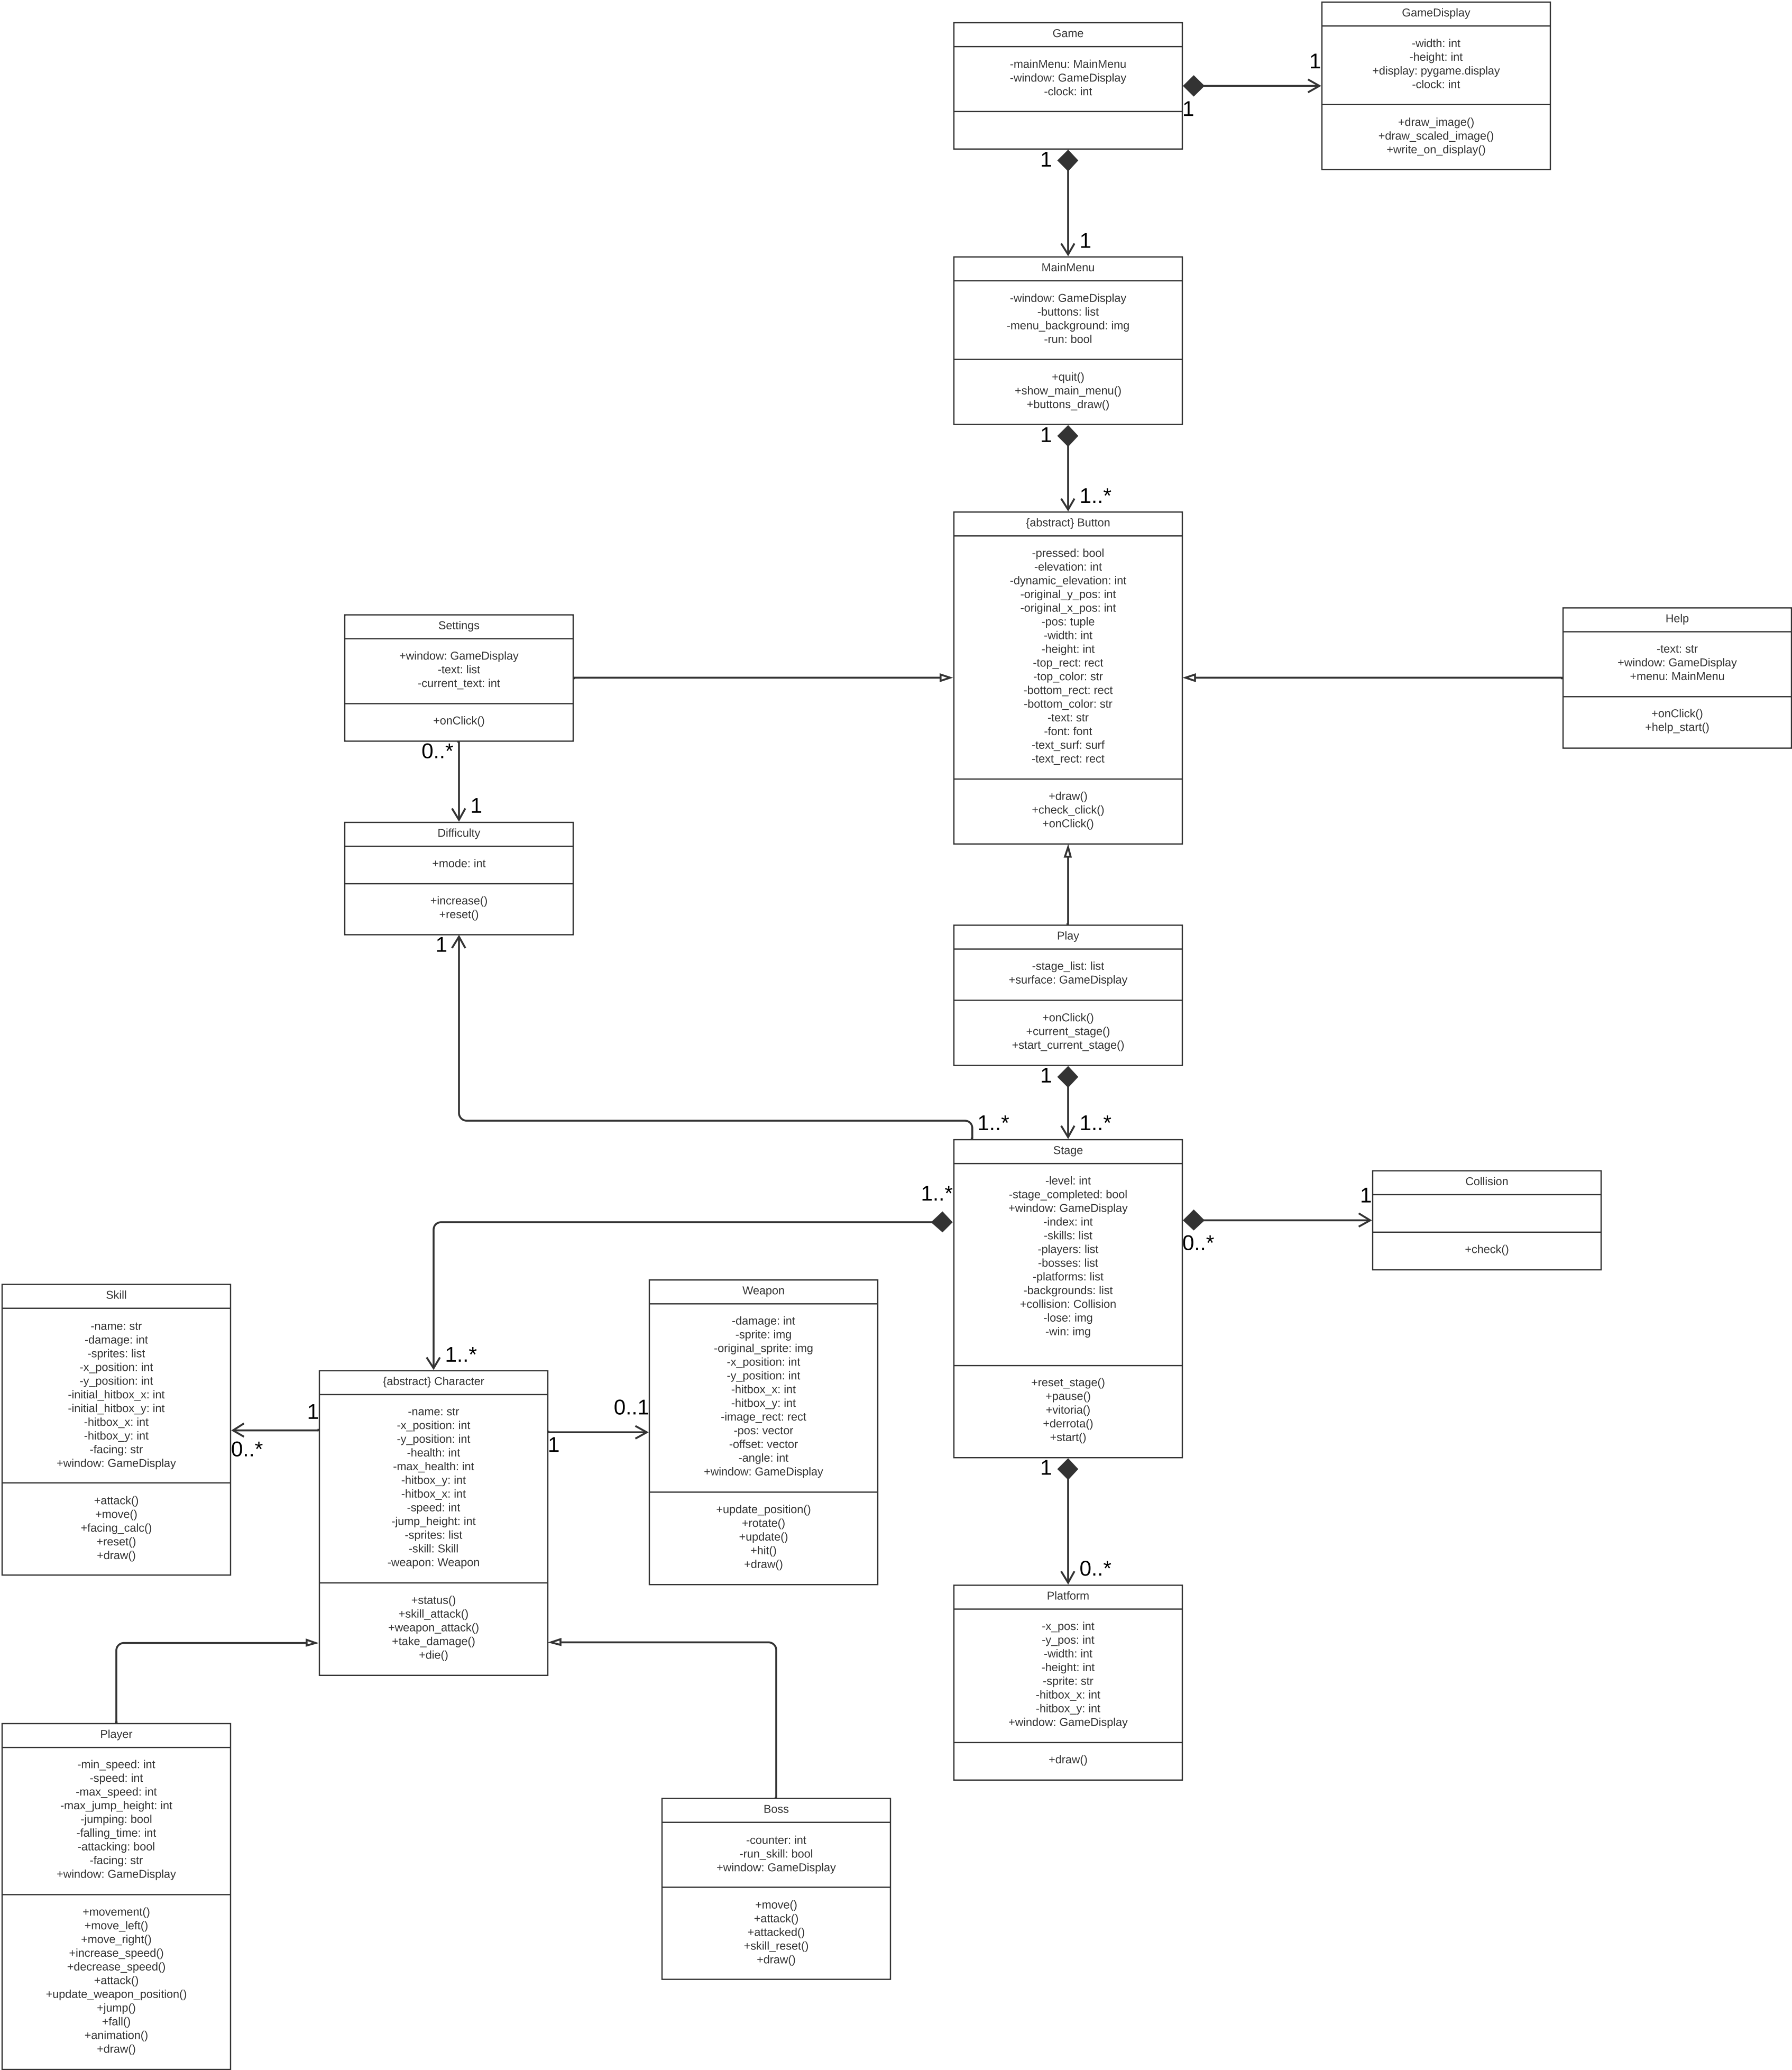 GameDisplay
-width: int
-height: int
+display: pygame.display
-clock: int
+draw_image()
+draw_scaled_image()
+write_on_display()
Game
-mainMenu: MainMenu
-window: GameDisplay
-clock: int
1
1
1
1
MainMenu
-window: GameDisplay
-buttons: list
-menu_background: img
-run: bool
+quit()
+show_main_menu()
+buttons_draw()
1
1..*
{abstract} Button
-pressed: bool
-elevation: int
-dynamic_elevation: int
-original_y_pos: int
-original_x_pos: int
-pos: tuple
-width: int
-height: int
-top_rect: rect
-top_color: str
-bottom_rect: rect
-bottom_color: str
-text: str
-font: font
-text_surf: surf
-text_rect: rect
+draw()
+check_click()
+onClick()
Settings
+window: GameDisplay
-text: list
-current_text: int
+onClick()
Help
-text: str
+window: GameDisplay
+menu: MainMenu
+onClick()
+help_start()
0..*
1
Difficulty
+mode: int
+increase()
+reset()
1
Play
-stage_list: list
+surface: GameDisplay
+onClick()
+current_stage()
+start_current_stage()
1
1..*
1..*
Stage
-level: int
-stage_completed: bool
+window: GameDisplay
-index: int
-skills: list
-players: list
-bosses: list
-platforms: list
-backgrounds: list
+collision: Collision
-lose: img
-win: img
+reset_stage()
+pause()
+vitoria()
+derrota()
+start()
1..*
1
0..*
Collision
+check()
1..*
Skill
-name: str
-damage: int
-sprites: list
-x_position: int
-y_position: int
-initial_hitbox_x: int
-initial_hitbox_y: int
-hitbox_x: int
-hitbox_y: int
-facing: str
+window: GameDisplay
+attack()
+move()
+facing_calc()
+reset()
+draw()
1
0..*
{abstract} Character
-name: str
-x_position: int
-y_position: int
-health: int
-max_health: int
-hitbox_y: int
-hitbox_x: int
-speed: int
-jump_height: int
-sprites: list
-skill: Skill
-weapon: Weapon
+status()
+skill_attack()
+weapon_attack()
+take_damage()
+die()
0..1
1
Weapon
-damage: int
-sprite: img
-original_sprite: img
-x_position: int
-y_position: int
-hitbox_x: int
-hitbox_y: int
-image_rect: rect
-pos: vector
-offset: vector
-angle: int
+window: GameDisplay
+update_position()
+rotate()
+update()
+hit()
+draw()
1
0..*
Platform
-x_pos: int
-y_pos: int
-width: int
-height: int
-sprite: str
-hitbox_x: int
-hitbox_y: int
+window: GameDisplay
+draw()
Player
-min_speed: int
-speed: int
-max_speed: int
-max_jump_height: int
-jumping: bool
-falling_time: int
-attacking: bool
-facing: str
+window: GameDisplay
+movement()
+move_left()
+move_right()
+increase_speed()
+decrease_speed()
+attack()
+update_weapon_position()
+jump()
+fall()
+animation()
+draw()
Boss
-counter: int
-run_skill: bool
+window: GameDisplay
+move()
+attack()
+attacked()
+skill_reset()
+draw()